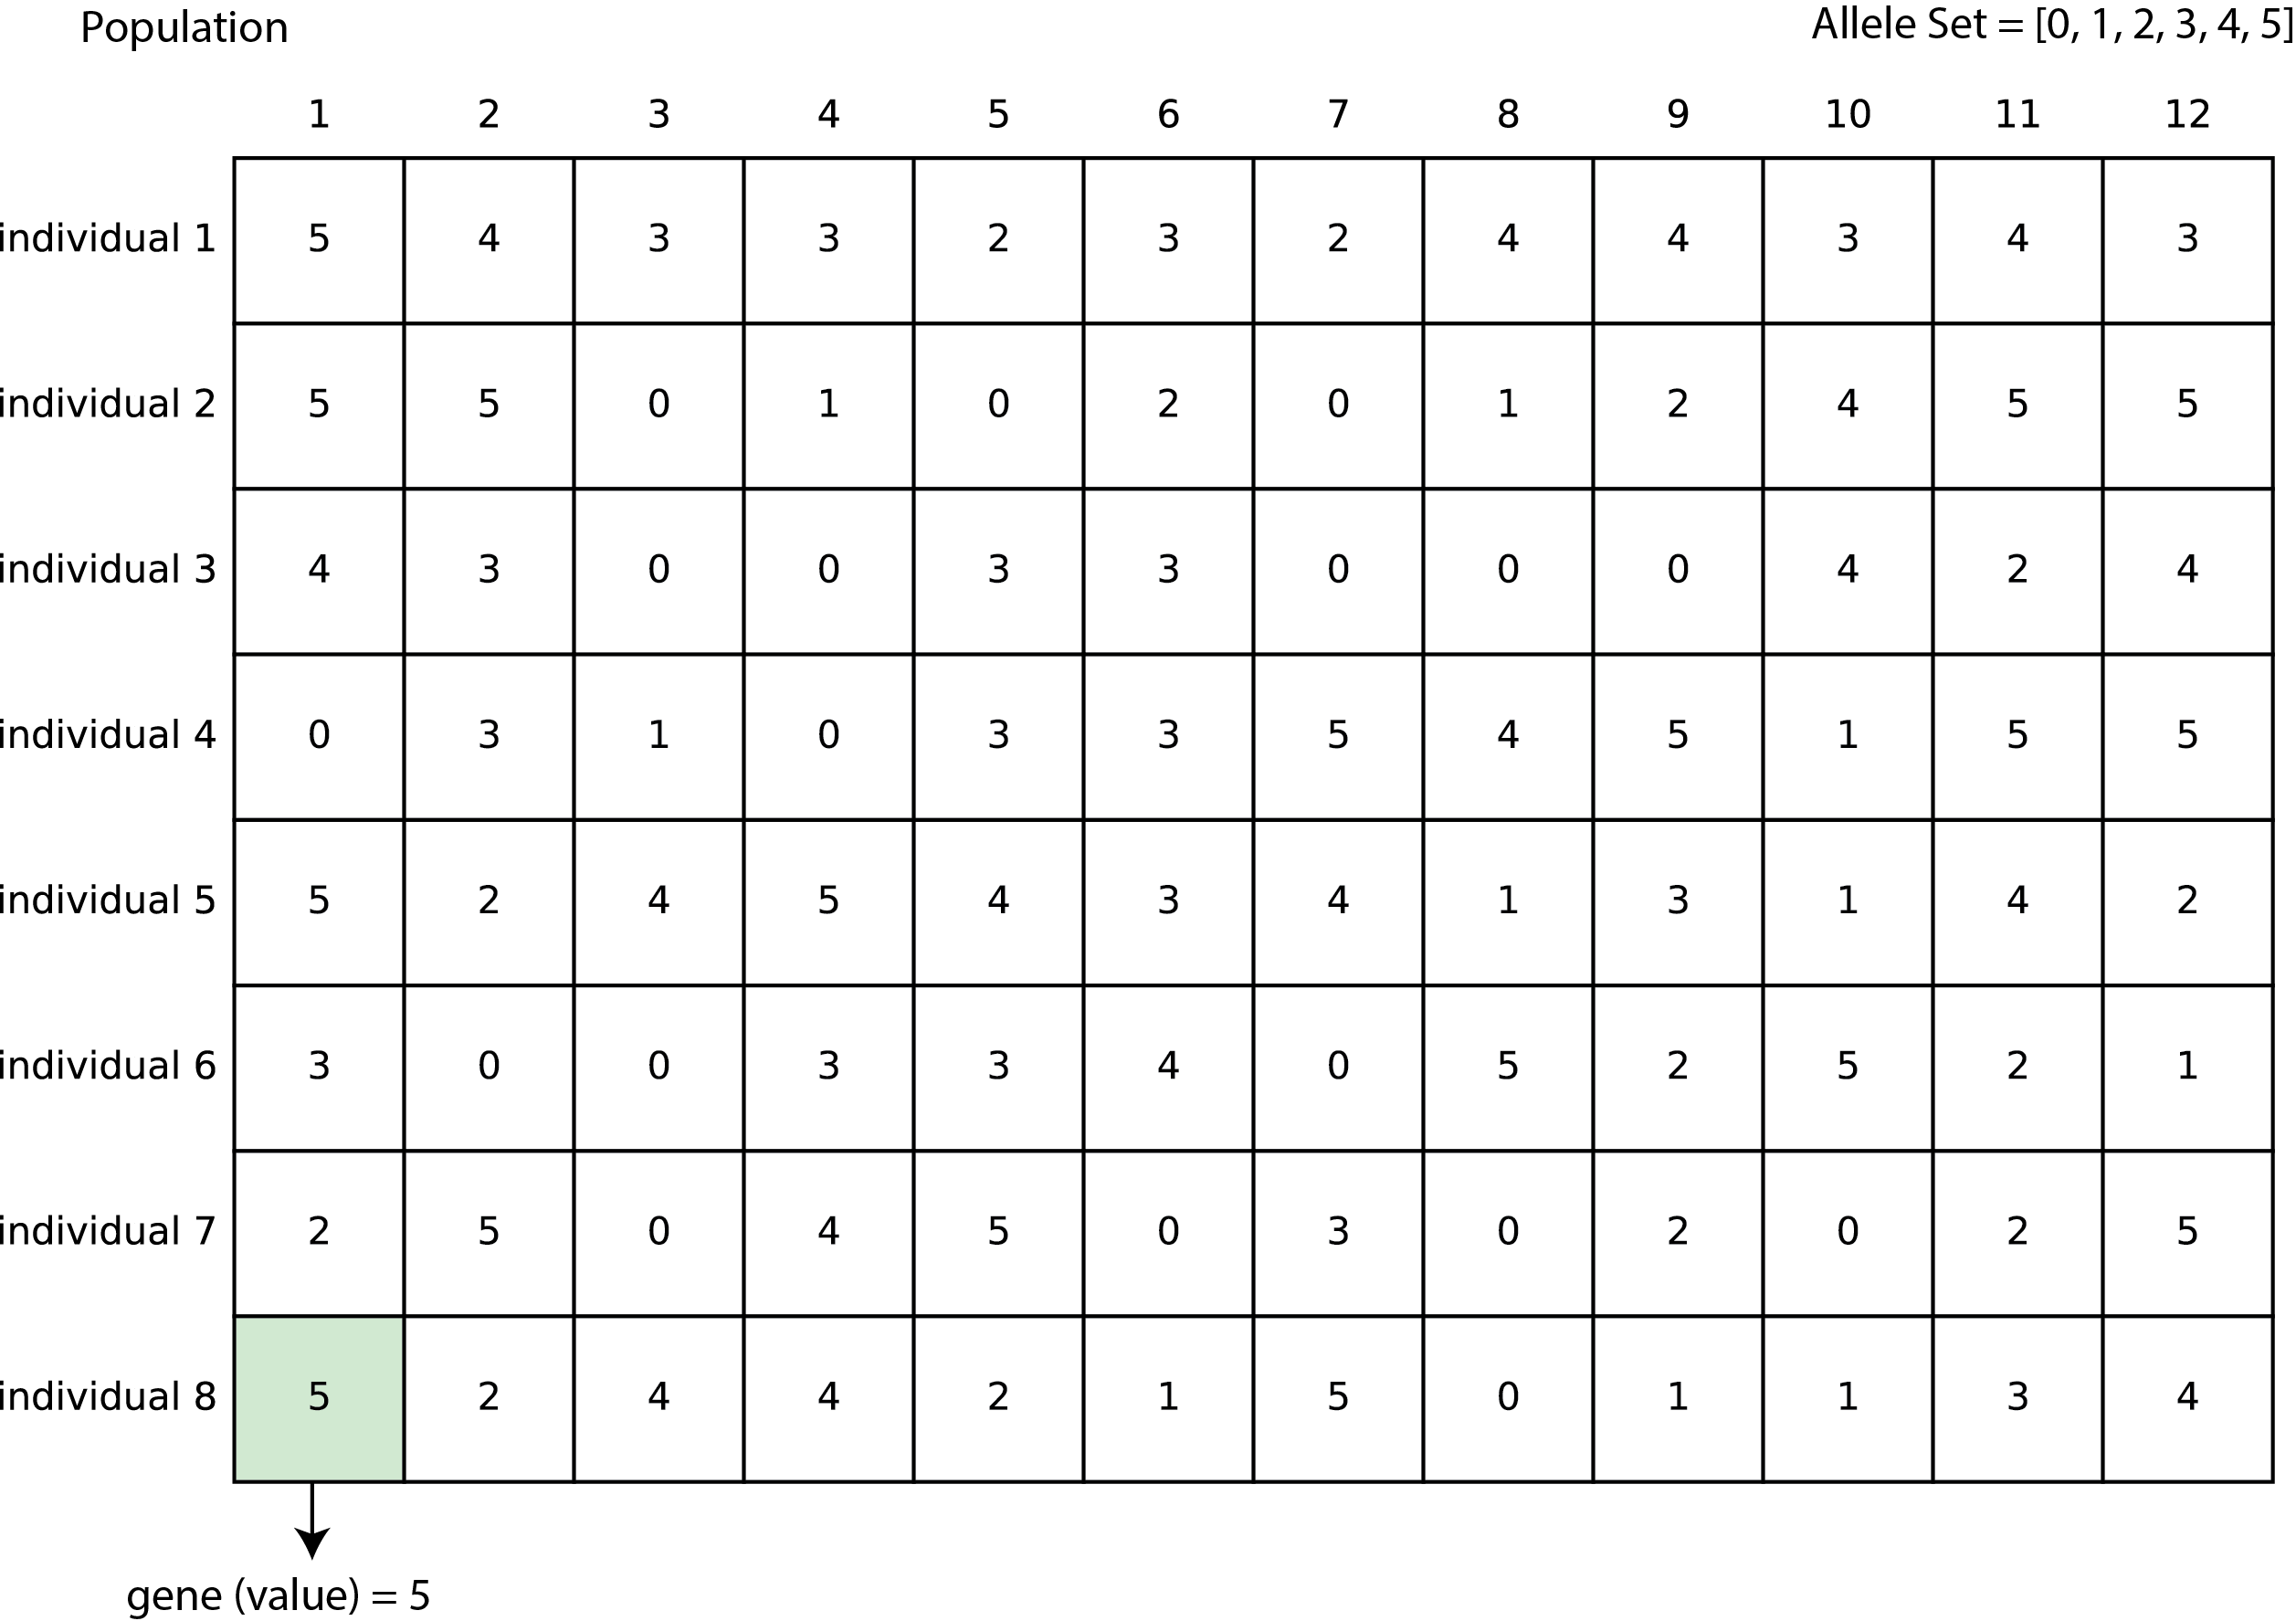 Population Allele Set = [0, 1, 2, 3, 4, 5]
1 2 3 4 5 6 7 8 9 10 11 12
individual 1 5 4 3 3 2 3 2 4 4 3 4 3
individual 2 5 5 0 1 0 2 0 1 2 4 5 5
individual 3 4 3 0 0 3 3 0 0 0 4 2 4
individual 4 0 3 1 0 3 3 5 4 5 1 5 5
individual 5 5 2 4 5 4 3 4 1 3 1 4 2
individual 6 3 0 0 3 3 4 0 5 2 5 2 1
individual 7 2 5 0 4 5 0 3 0 2 0 2 5
individual 8 5 2 4 4 2 1 5 0 1 1 3 4
gene (value) = 5